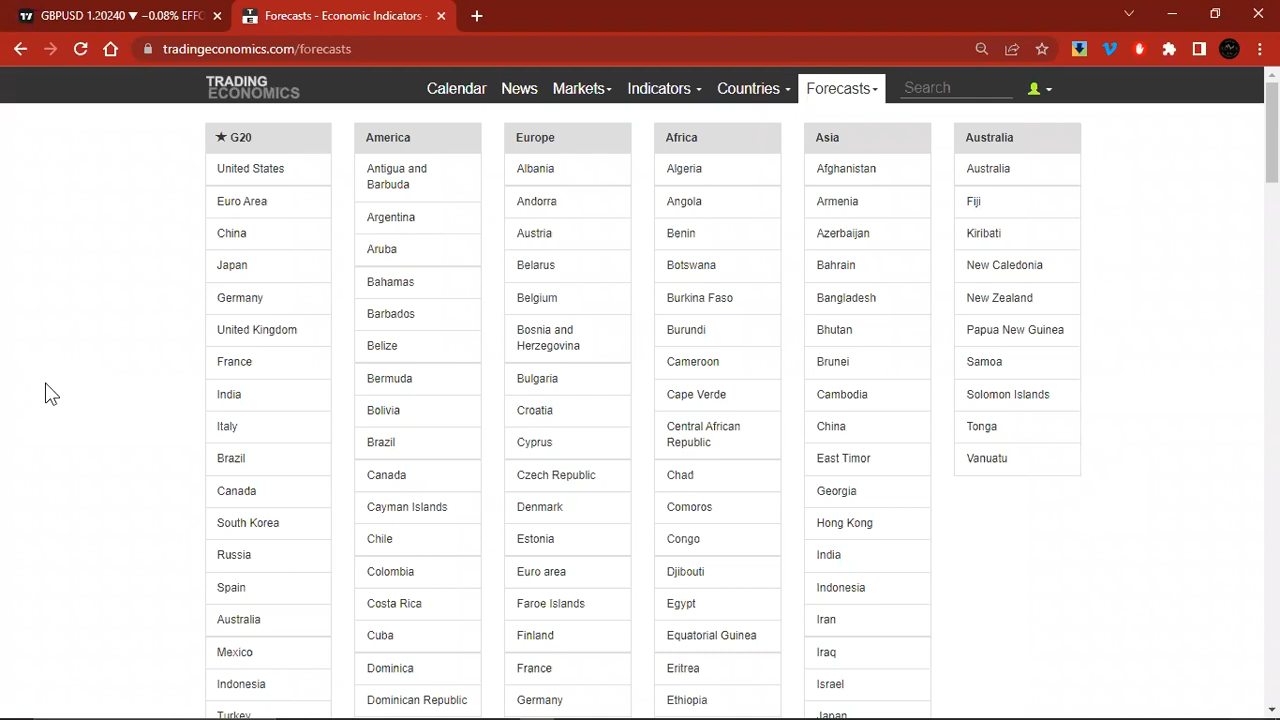 GBPUSD 1.20240 ▼ −0.08% EFFO
Forecasts - Economic Indicators -
tradingeconomics.com/forecasts
TRADING
ECONOMICS
Calendar
News
Markets
Indicators
Countries
Forecasts
Search
★ G20
United States
Euro Area
China
Japan
Germany
United Kingdom
France
India
Italy
Brazil
Canada
South Korea
Russia
Spain
Australia
Mexico
Indonesia
Turkey
America
Antigua and
Barbuda
Argentina
Aruba
Bahamas
Barbados
Belize
Bermuda
Bolivia
Brazil
Canada
Cayman Islands
Chile
Colombia
Costa Rica
Cuba
Dominica
Dominican Republic
Europe
Albania
Andorra
Austria
Belarus
Belgium
Bosnia and
Herzegovina
Bulgaria
Croatia
Cyprus
Czech Republic
Denmark
Estonia
Euro area
Faroe Islands
Finland
France
Germany
Africa
Algeria
Angola
Benin
Botswana
Burkina Faso
Burundi
Cameroon
Cape Verde
Central African
Republic
Chad
Comoros
Congo
Djibouti
Egypt
Equatorial Guinea
Eritrea
Ethiopia
Asia
Afghanistan
Armenia
Azerbaijan
Bahrain
Bangladesh
Bhutan
Brunei
Cambodia
China
East Timor
Georgia
Hong Kong
India
Indonesia
Iran
Iraq
Israel
Japan
Australia
Australia
Fiji
Kiribati
New Caledonia
New Zealand
Papua New Guinea
Samoa
Solomon Islands
Tonga
Vanuatu